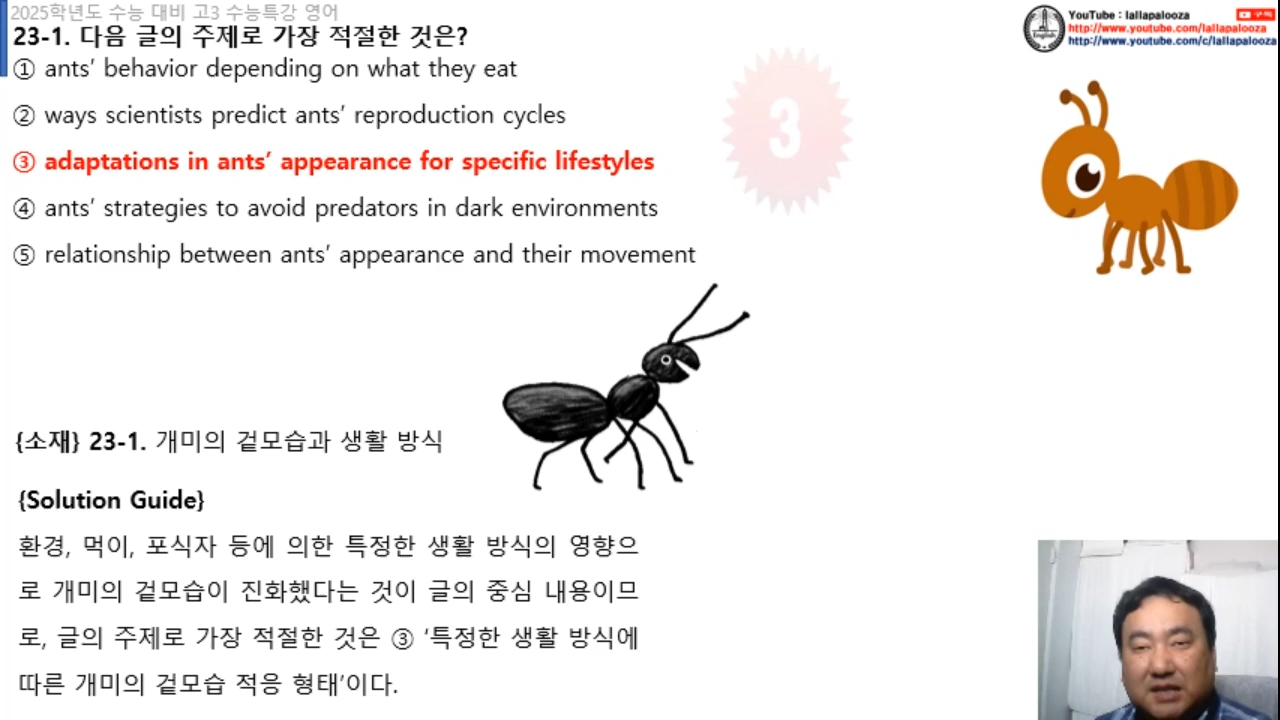 2025학년도 수능 대비 고3 수능특강 영어
23-1. 다음 글의 주제로 가장 적절한 것은?
① ants’ behavior depending on what they eat
② ways scientists predict ants’ reproduction cycles
③ adaptations in ants’ appearance for specific lifestyles
④ ants’ strategies to avoid predators in dark environments
⑤ relationship between ants’ appearance and their movement
3
YouTube : lallapalooza
구독
http://www.youtube.com/lallapalooza
http://www.youtube.com/c/lallapalooza
English
{소재} 23-1. 개미의 겉모습과 생활 방식
{Solution Guide}
환경, 먹이, 포식자 등에 의한 특정한 생활 방식의 영향으
로 개미의 겉모습이 진화했다는 것이 글의 중심 내용이므
로, 글의 주제로 가장 적절한 것은 ③ ‘특정한 생활 방식에
따른 개미의 겉모습 적응 형태’이다.